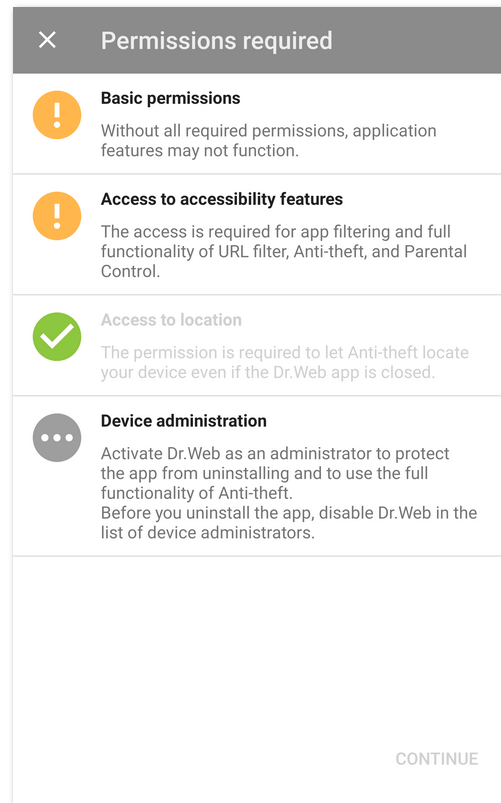 Permissions required
Basic permissions
Without all required permissions, application
features may not function.
Access to accessibility features
The access is required for app filtering and full
functionality of URL filter, Anti-theft, and Parental
Control.
Access to location
The permission is required to let Anti-theft locate
your device even if the Dr.Web app is closed.
Device administration
Activate Dr.Web as an administrator to protect
the app from uninstalling and to use the full
functionality of Anti-theft.
Before you uninstall the app, disable Dr.Web in the
list of device administrators.
CONTINUE